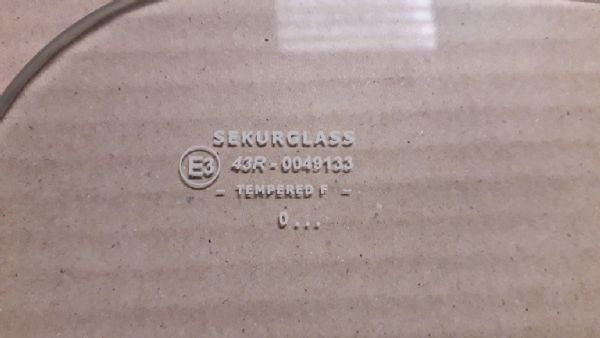 SEKURGLASS
E3 43R - 0049133
- TEMPERED F -
0...